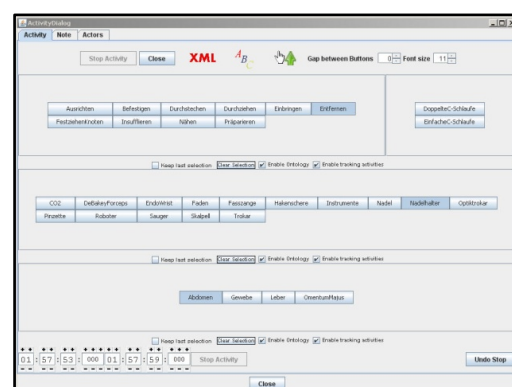 ActivityDialog
Activity Note Actors
Stop Activity Close XML A B C Gap between Buttons 0 Font size 11
Ausrichten Befestigen Durchstechen Durchziehen Einbringen Entfernen DoppelteC-Schlaufe
FestziehenKnoten Insufflieren Nähen Präparieren EinfacheC-Schlaufe
Keep last selection Clear Selection Enable Ontology Enable tracking activities
CO2 DeBakeyForceps EndoWrist Faden Fasszange Hakenschere Instrumente Nadel Nadelhalter Optiktrokar
Pinzette Roboter Sauger Skalpell Trokar
Keep last selection Clear Selection Enable Ontology Enable tracking activities
Abdomen Gewebe Leber OmentumMajus
Keep last selection Clear Selection Enable Ontology Enable tracking activities
01 : 57 : 53 : 000 01 : 57 : 59 : 000 Stop Activity Undo Stop
Close